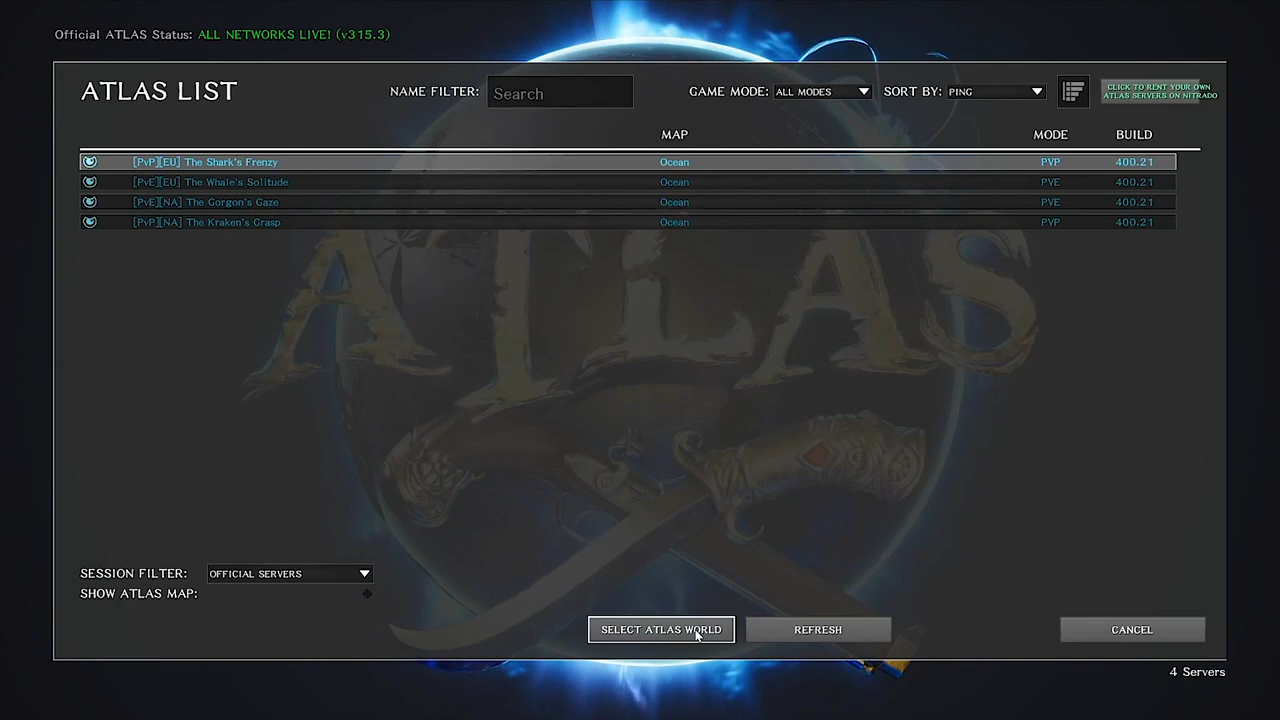 Official ATLAS Status: ALL NETWORKS LIVE! (v315.3)
ATLAS LIST
NAME FILTER: Search
GAME MODE: ALL MODES
SORT BY: PING
CLICK TO RENT YOUR OWN
ATLAS SERVERS ON NITRADO
MAP MODE BUILD
[PvP][EU] The Shark's Frenzy Ocean PVP 400.21
[PvE][EU] The Whale's Solitude Ocean PVE 400.21
[PvE][NA] The Gorgon's Gaze Ocean PVE 400.21
[PvP][NA] The Kraken's Grasp Ocean PVP 400.21
ATLAS
SESSION FILTER: OFFICIAL SERVERS
SHOW ATLAS MAP:
SELECT ATLAS WORLD REFRESH CANCEL
4 Servers